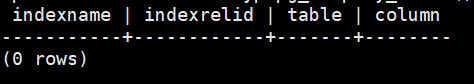 indexname | indexrelid | table | column
-----------+------------+-------+--------
(0 rows)